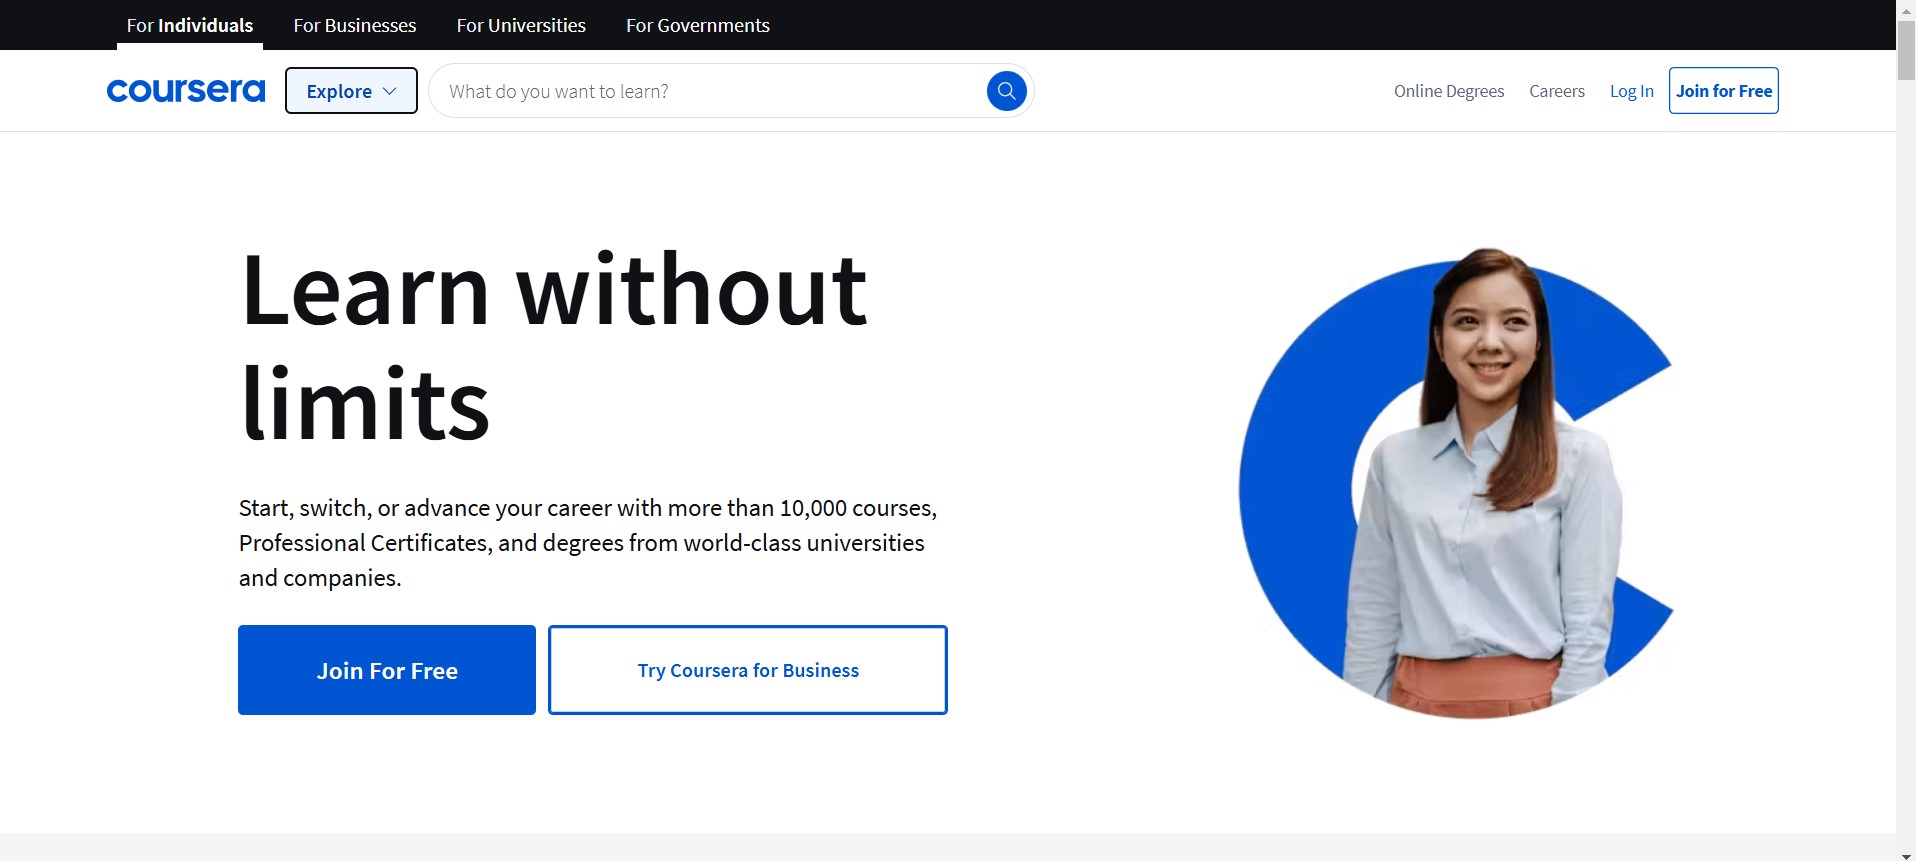 For Individuals For Businesses For Universities For Governments
coursera Explore What do you want to learn? Online Degrees Careers Log In Join for Free
Learn without
limits
Start, switch, or advance your career with more than 10,000 courses,
Professional Certificates, and degrees from world-class universities
and companies.
Join For Free Try Coursera for Business